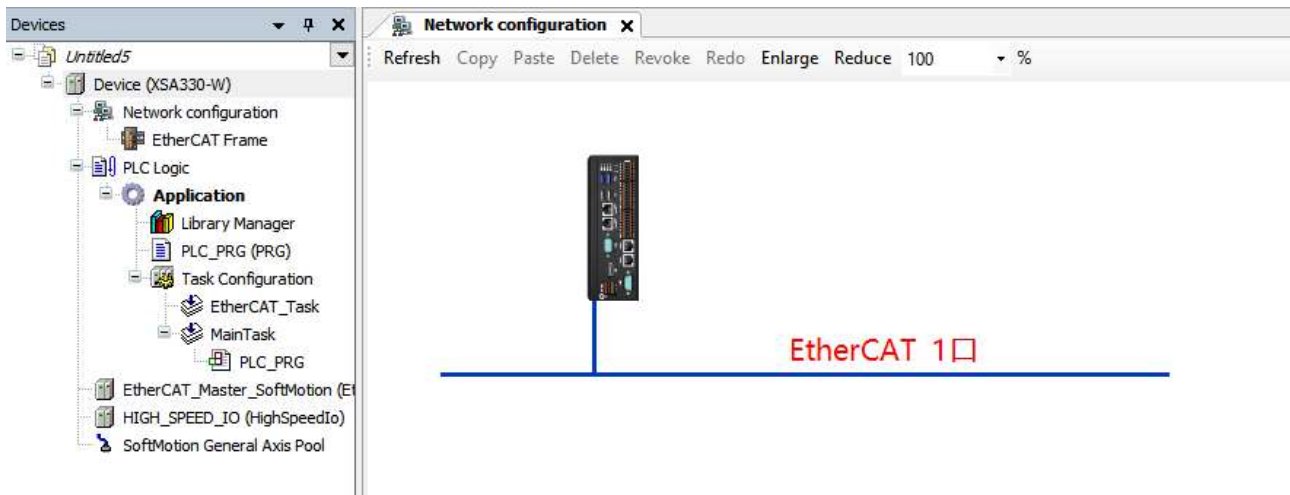 Devices
Untitled5
Device (XSA330-W)
Network configuration
EtherCAT Frame
PLC Logic
Application
Library Manager
PLC_PRG (PRG)
Task Configuration
EtherCAT_Task
MainTask
PLC_PRG
EtherCAT_Master_SoftMotion (Et
HIGH_SPEED_IO (HighSpeedIo)
SoftMotion General Axis Pool
Network configuration
Refresh Copy Paste Delete Revoke Redo Enlarge Reduce 100 %
EtherCAT 1口